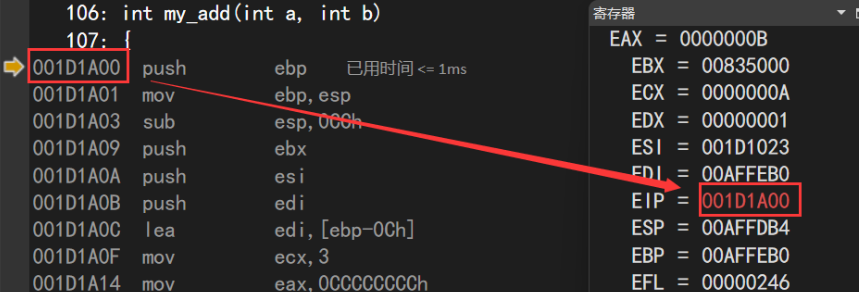 106: int my_add(int a, int b)
107: {
001D1A00 push ebp 已用时间 <= 1ms
001D1A01 mov ebp,esp
001D1A03 sub esp,0CCh
001D1A09 push ebx
001D1A0A push esi
001D1A0B push edi
001D1A0C lea edi,[ebp-0Ch]
001D1A0F mov ecx,3
001D1A14 mov eax,0CCCCCCCCh
寄存器
EAX = 0000000B
EBX = 00835000
ECX = 0000000A
EDX = 00000001
ESI = 001D1023
EDI = 00AFFEB0
EIP = 001D1A00
ESP = 00AFFDB4
EBP = 00AFFEB0
EFL = 00000246